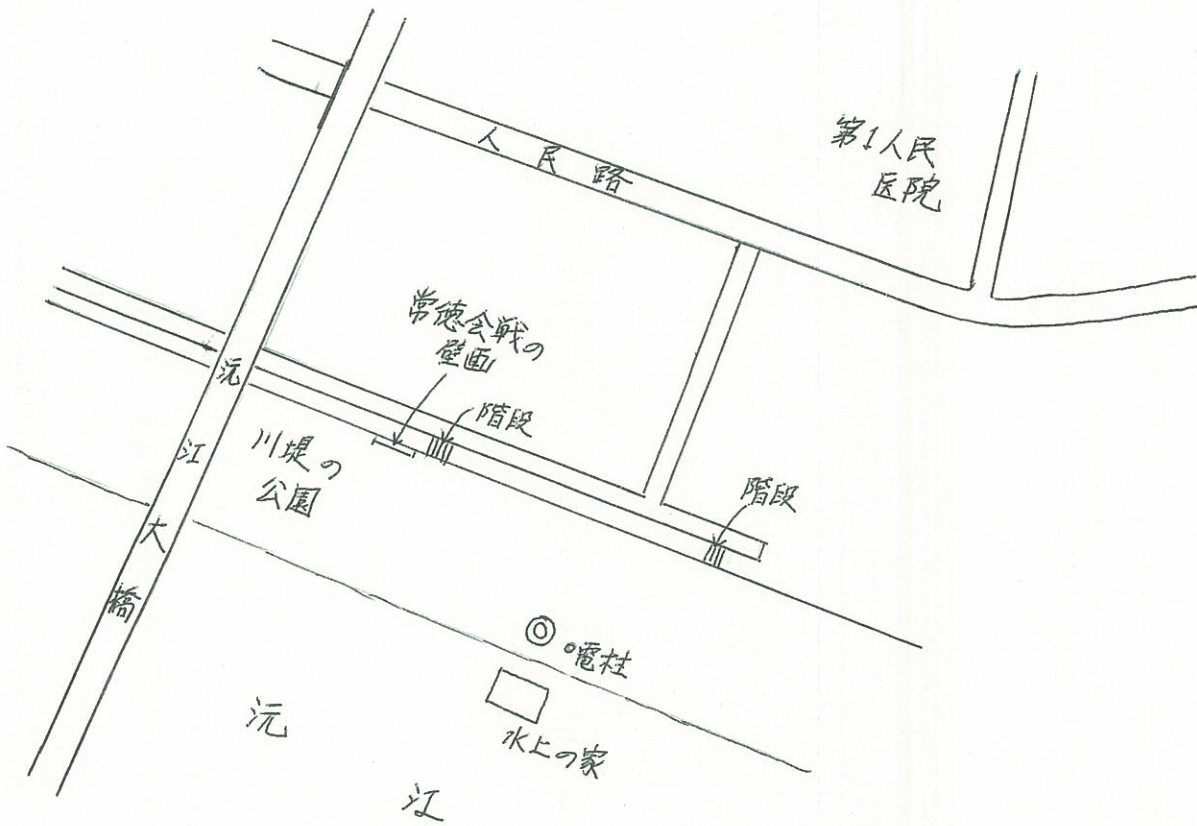 人民路
第1人民
医院
常徳会戦の
壁画
階段
階段
沅江大橋
川堤の
公園
電柱
水上の家
沅
江